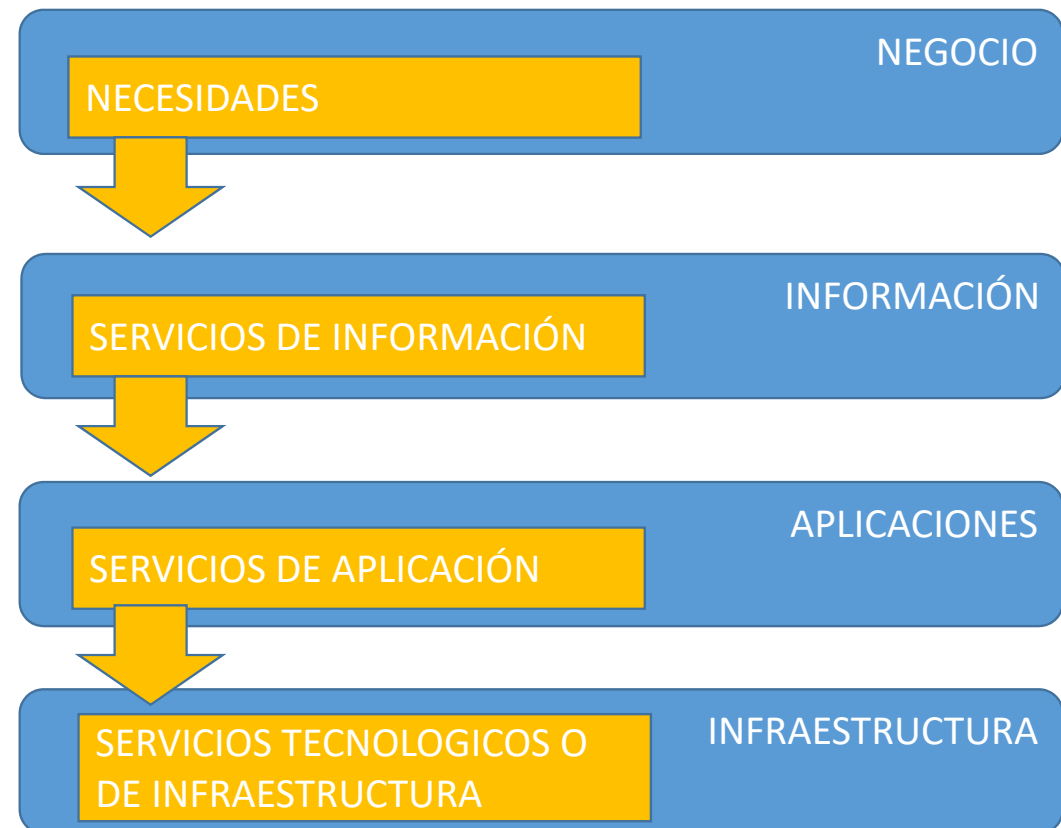 NEGOCIO
NECESIDADES
INFORMACIÓN
SERVICIOS DE INFORMACIÓN
APLICACIONES
SERVICIOS DE APLICACIÓN
INFRAESTRUCTURA
SERVICIOS TECNOLOGICOS O
DE INFRAESTRUCTURA